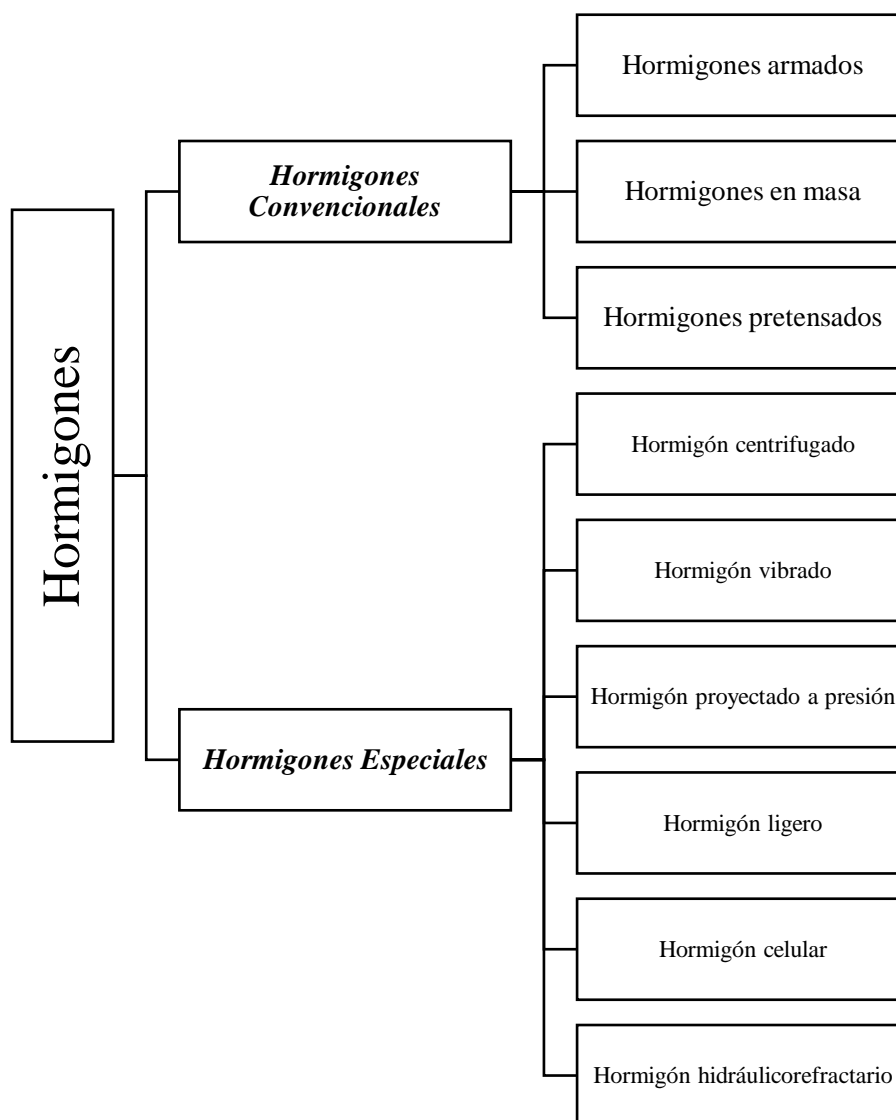 Hormigones
Hormigones
Convencionales
Hormigones armados
Hormigones en masa
Hormigones pretensados
Hormigones Especiales
Hormigón centrifugado
Hormigón vibrado
Hormigón proyectado a presión
Hormigón ligero
Hormigón celular
Hormigón hidráulicorefractario